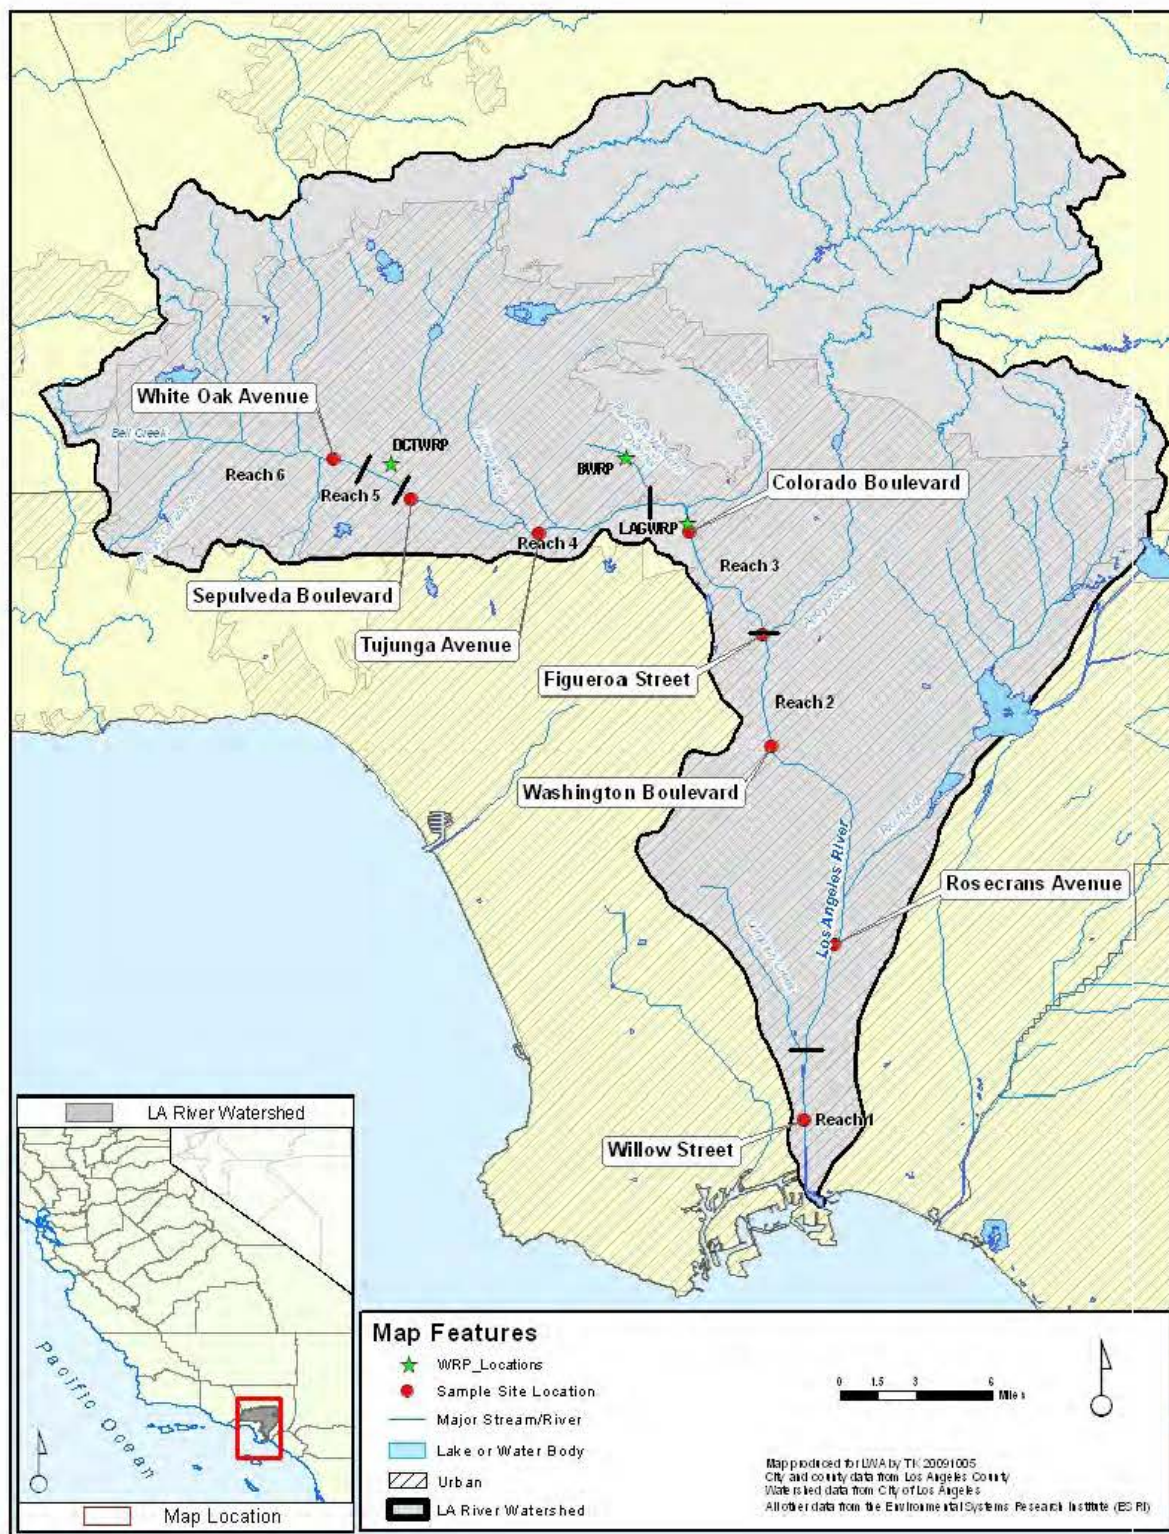 White Oak Avenue
Bell Creek
DCTWRP
Reach 6
Reach 5
BWRP
Colorado Boulevard
LAGWRP
Reach 4
Reach 3
Sepulveda Boulevard
Tujunga Avenue
Figueroa Street
Reach 2
Washington Boulevard
Los Angeles River
Rosecrans Avenue
Reach 1
Willow Street
LA River Watershed
Pacific Ocean
Map Location
Map Features
WRP_Locations
Sample Site Location
Major Stream/River
Lake or Water Body
Urban
LA River Watershed
0 1.5 3 6
Miles
Map produced for LWA by TK 20091005
City and county data from Los Angeles County
Watershed data from City of Los Angeles
All other data from the Environmental Systems Research Institute (ESRI)